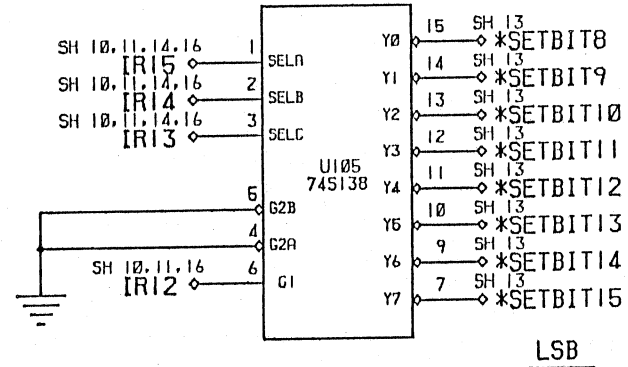 15 SH 13
Y0 *SETBIT8
SH 10,11,14,16
IR15 1 SELA
14 SH 13
Y1 *SETBIT9
SH 10,11,14,16
IR14 2 SELB
13 SH 13
Y2 *SETBIT10
SH 10,11,14,16
IR13 3 SELC
12 SH 13
Y3 *SETBIT11
U105
74S138
11 SH 13
Y4 *SETBIT12
5 G2B
10 SH 13
Y5 *SETBIT13
4 G2A
9 SH 13
Y6 *SETBIT14
SH 10,11,16
IR12 6 G1
7 SH 13
Y7 *SETBIT15
LSB